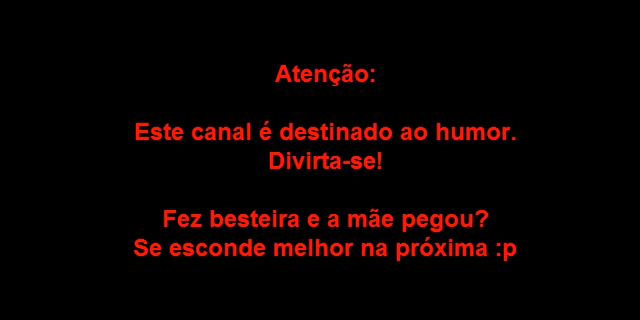 Atenção:
Este canal é destinado ao humor.
Divirta-se!
Fez besteira e a mãe pegou?
Se esconde melhor na próxima :p